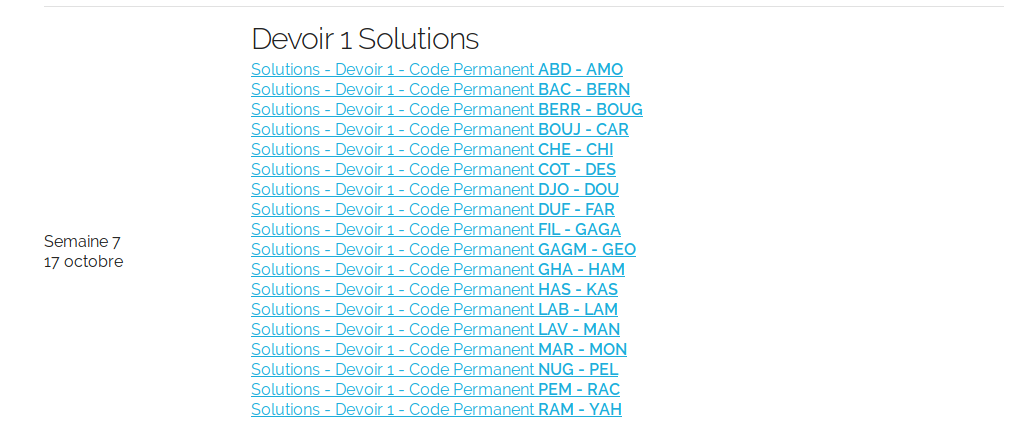 Devoir 1 Solutions
Solutions - Devoir 1 - Code Permanent ABD - AMO
Solutions - Devoir 1 - Code Permanent BAC - BERN
Solutions - Devoir 1 - Code Permanent BERR - BOUG
Solutions - Devoir 1 - Code Permanent BOUJ - CAR
Solutions - Devoir 1 - Code Permanent CHE - CHI
Solutions - Devoir 1 - Code Permanent COT - DES
Solutions - Devoir 1 - Code Permanent DJO - DOU
Solutions - Devoir 1 - Code Permanent DUF - FAR
Solutions - Devoir 1 - Code Permanent FIL - GAGA
Solutions - Devoir 1 - Code Permanent GAGM - GEO
Solutions - Devoir 1 - Code Permanent GHA - HAM
Solutions - Devoir 1 - Code Permanent HAS - KAS
Solutions - Devoir 1 - Code Permanent LAB - LAM
Solutions - Devoir 1 - Code Permanent LAV - MAN
Solutions - Devoir 1 - Code Permanent MAR - MON
Solutions - Devoir 1 - Code Permanent NUG - PEL
Solutions - Devoir 1 - Code Permanent PEM - RAC
Solutions - Devoir 1 - Code Permanent RAM - YAH
Semaine 7
17 octobre